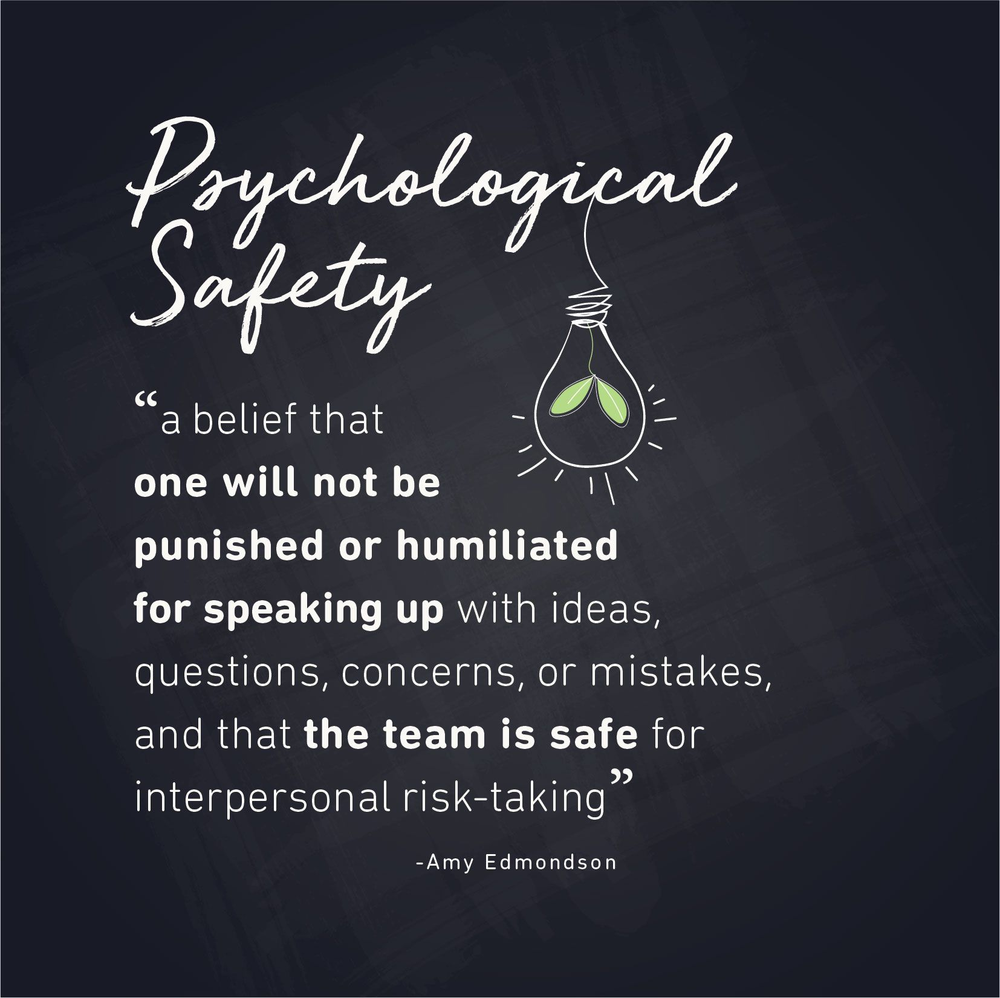 Psychological
Safety
“a belief that
one will not be
punished or humiliated
for speaking up with ideas,
questions, concerns, or mistakes,
and that the team is safe for
interpersonal risk-taking”
-Amy Edmondson